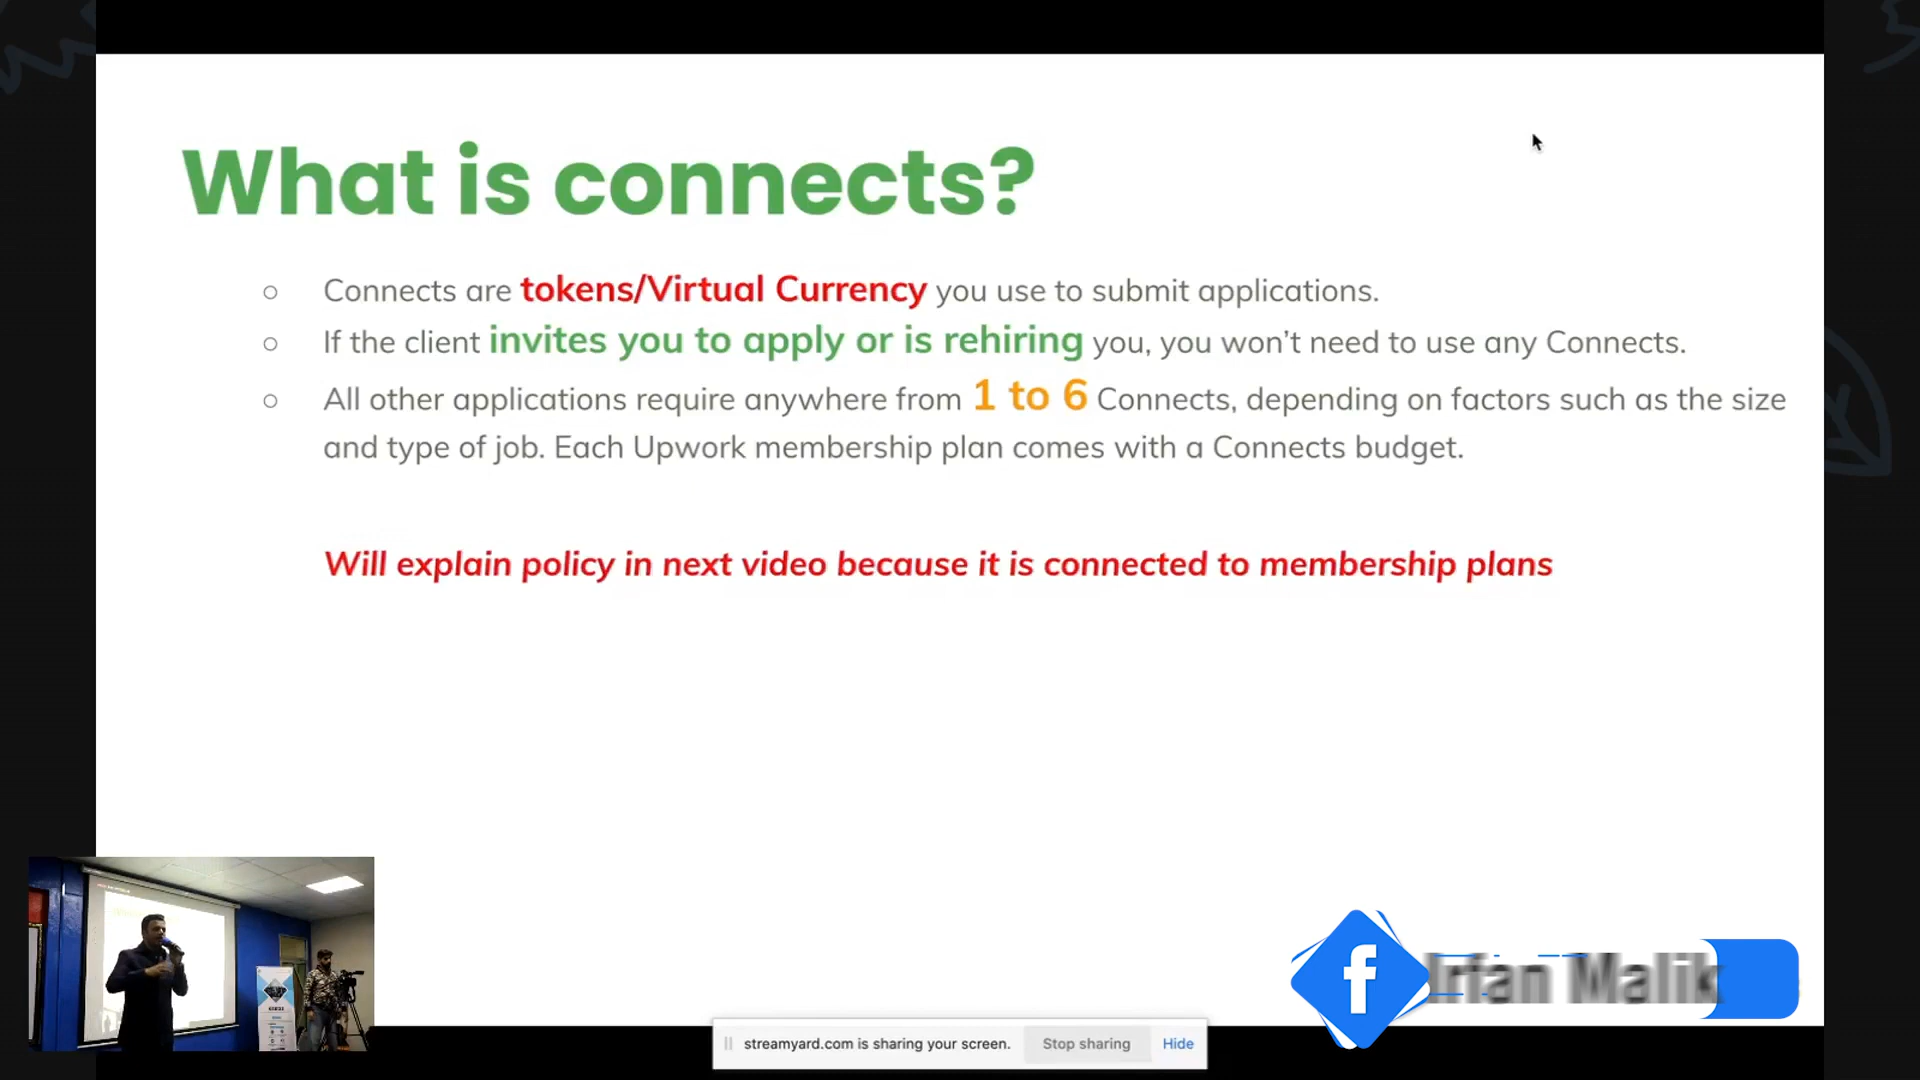 What is connects?
Connects are tokens/Virtual Currency you use to submit applications.
If the client invites you to apply or is rehiring you, you won't need to use any Connects.
All other applications require anywhere from 1 to 6 Connects, depending on factors such as the size
and type of job. Each Upwork membership plan comes with a Connects budget.
Will explain policy in next video because it is connected to membership plans
f Irfan Malik
streamyard.com is sharing your screen. Stop sharing Hide